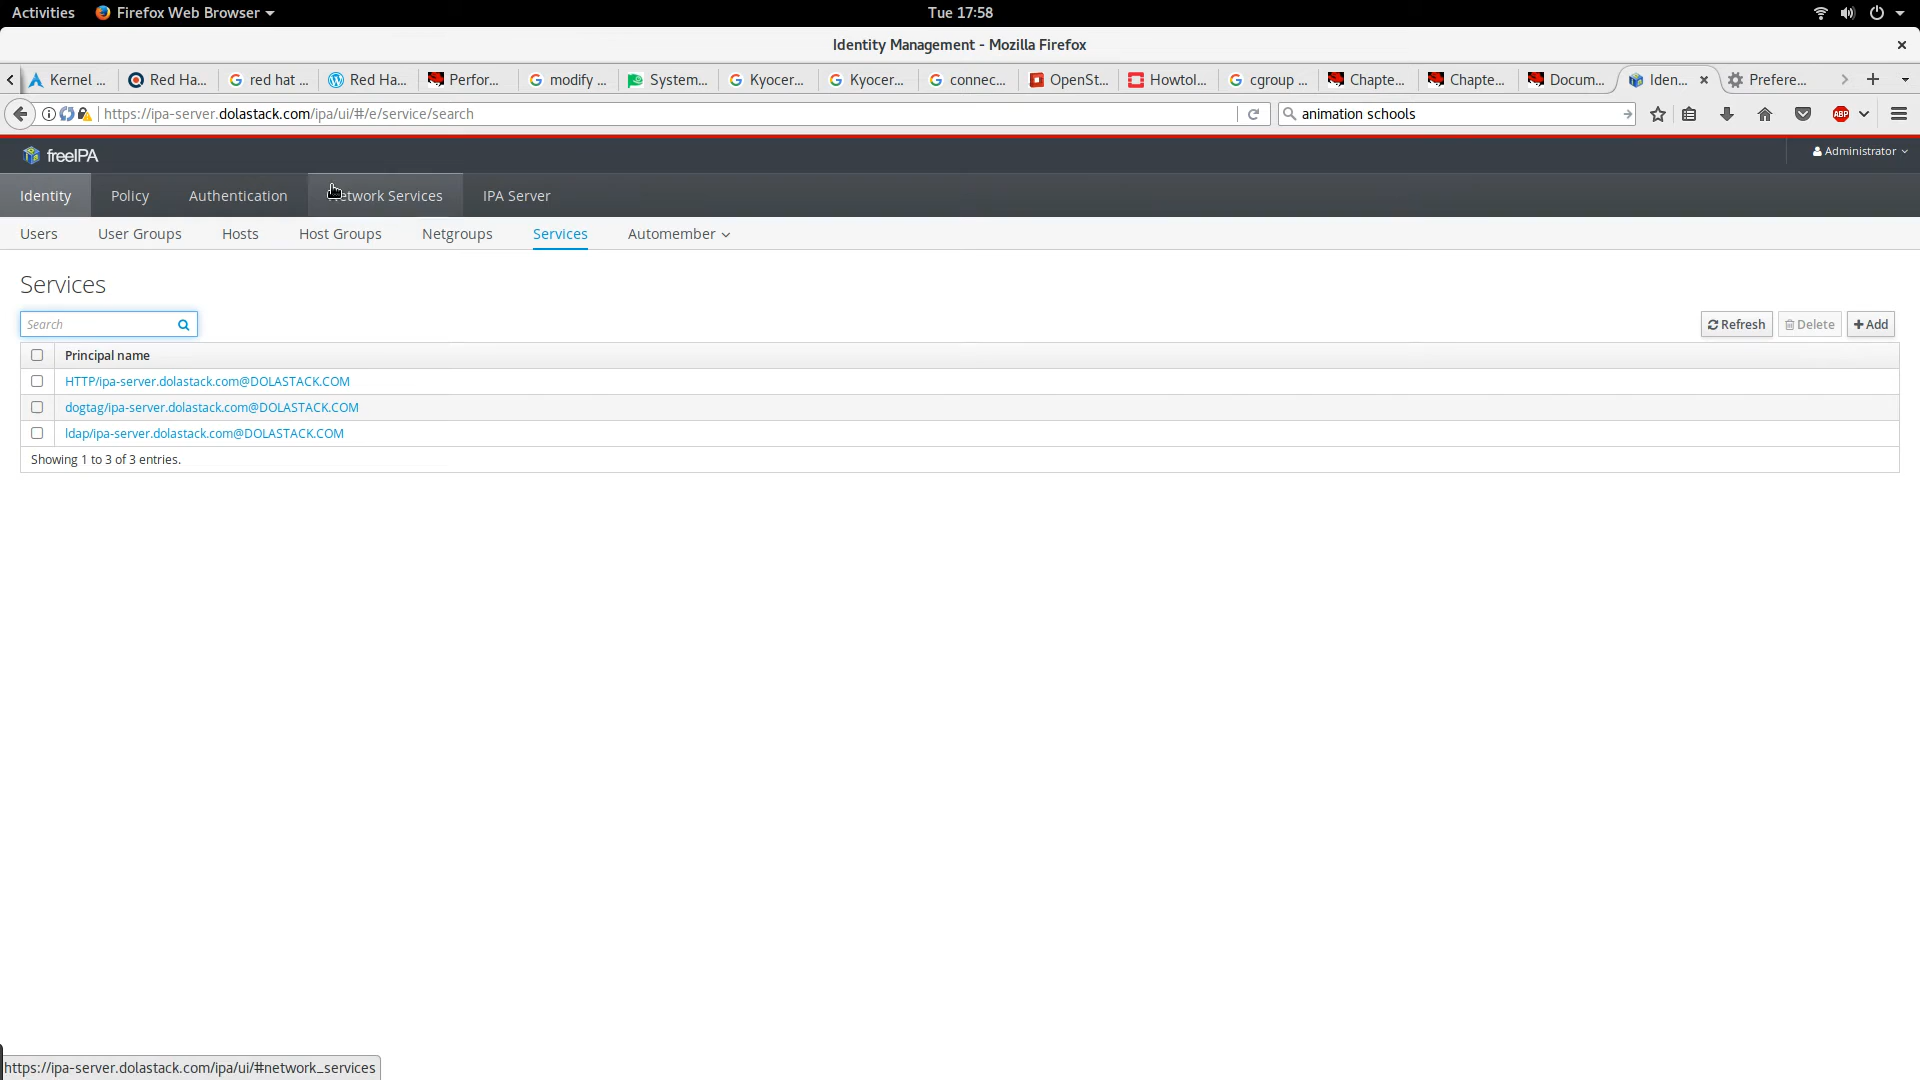 Activities Firefox Web Browser Tue 17:58
Identity Management - Mozilla Firefox
Kernel ... Red Ha... red hat ... Red Ha... Perfor... modify ... System... Kyocer... Kyocer... connec... OpenSt... Howtol... cgroup ... Chapte... Chapte... Docum... Iden... Prefere...
https://ipa-server.dolastack.com/ipa/ui/#/e/service/search animation schools ABP
freeIPA Administrator
Identity Policy Authentication Network Services IPA Server
Users User Groups Hosts Host Groups Netgroups Services Automember
Services
Search Refresh Delete Add
Principal name
HTTP/ipa-server.dolastack.com@DOLASTACK.COM
dogtag/ipa-server.dolastack.com@DOLASTACK.COM
ldap/ipa-server.dolastack.com@DOLASTACK.COM
Showing 1 to 3 of 3 entries.
https://ipa-server.dolastack.com/ipa/ui/#network_services